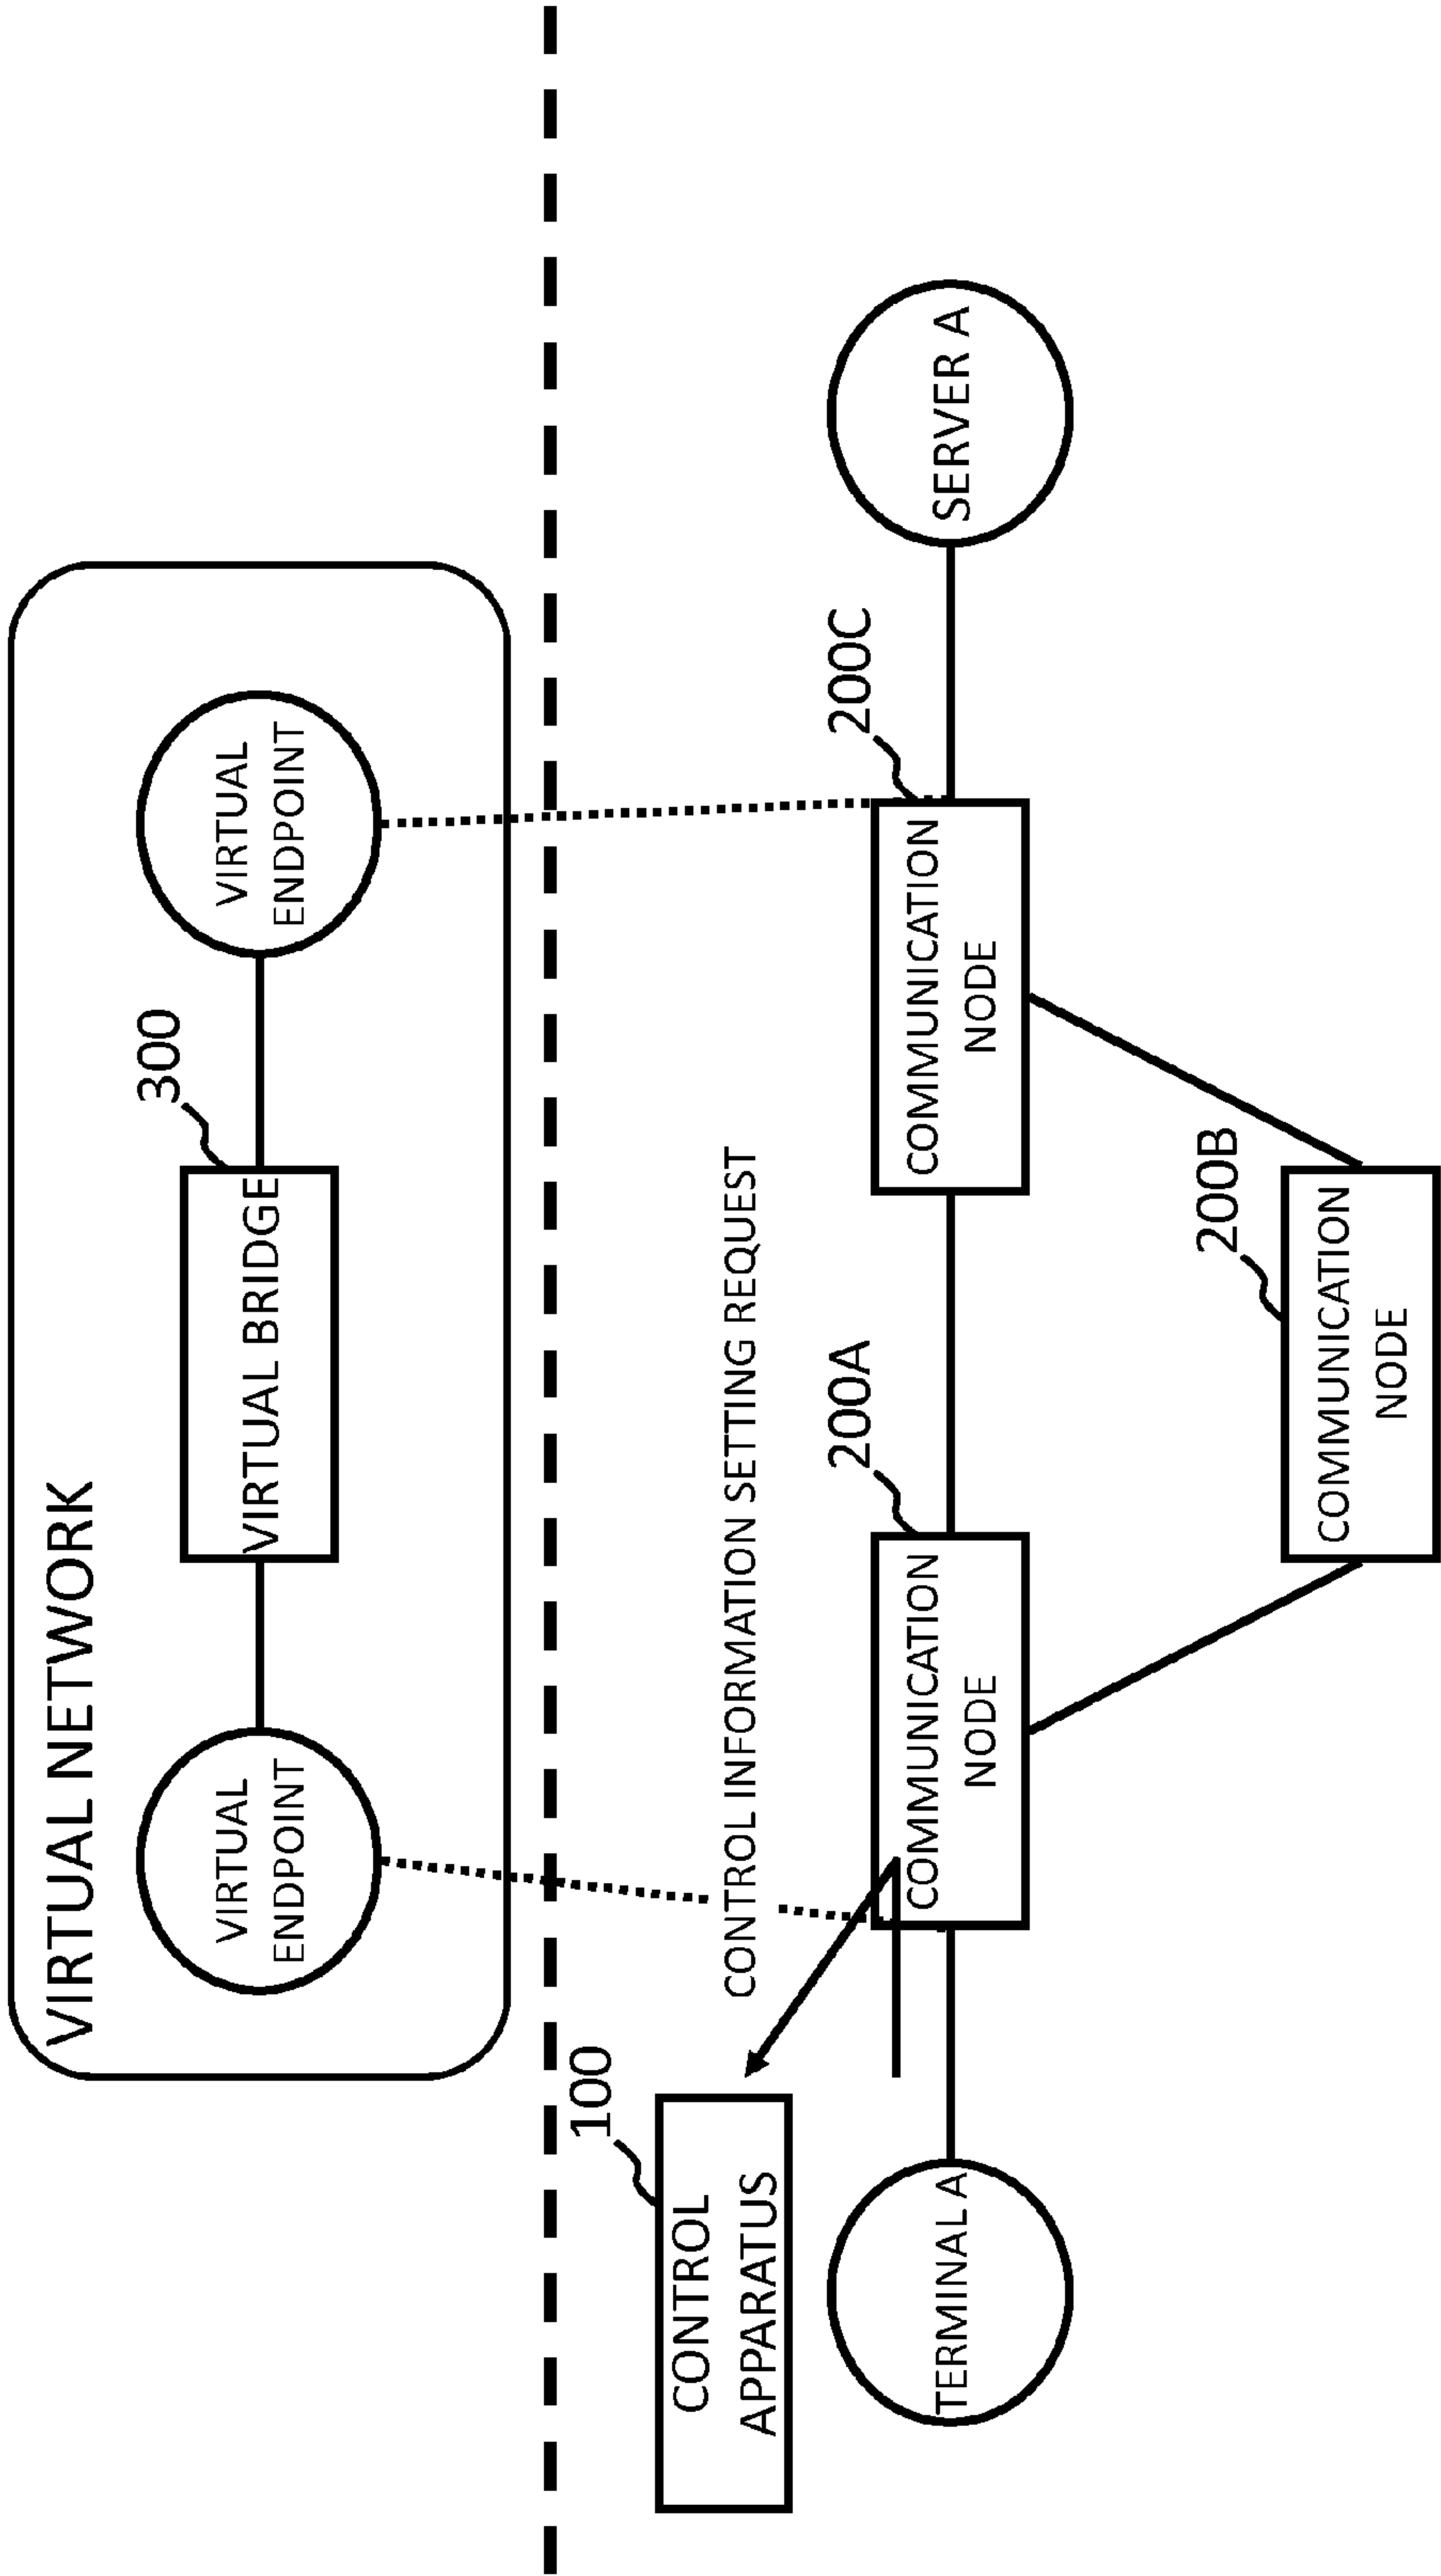 VIRTUAL NETWORK
VIRTUAL
ENDPOINT
VIRTUAL BRIDGE
300
VIRTUAL
ENDPOINT
100
CONTROL
APPARATUS
CONTROL INFORMATION SETTING REQUEST
TERMINAL A
200A
COMMUNICATION
NODE
200C
COMMUNICATION
NODE
SERVER A
200B
COMMUNICATION
NODE